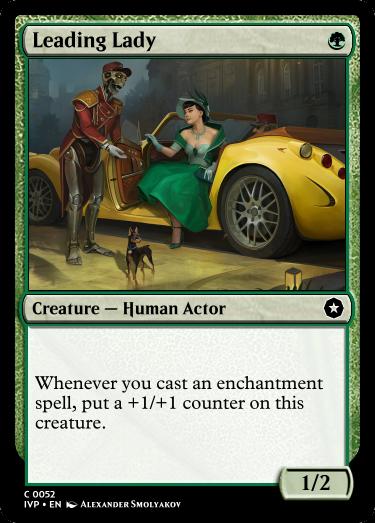 Leading Lady
Creature — Human Actor
Whenever you cast an enchantment
spell, put a +1/+1 counter on this
creature.
1/2
C 0052
IVP • EN Alexander Smolyakov